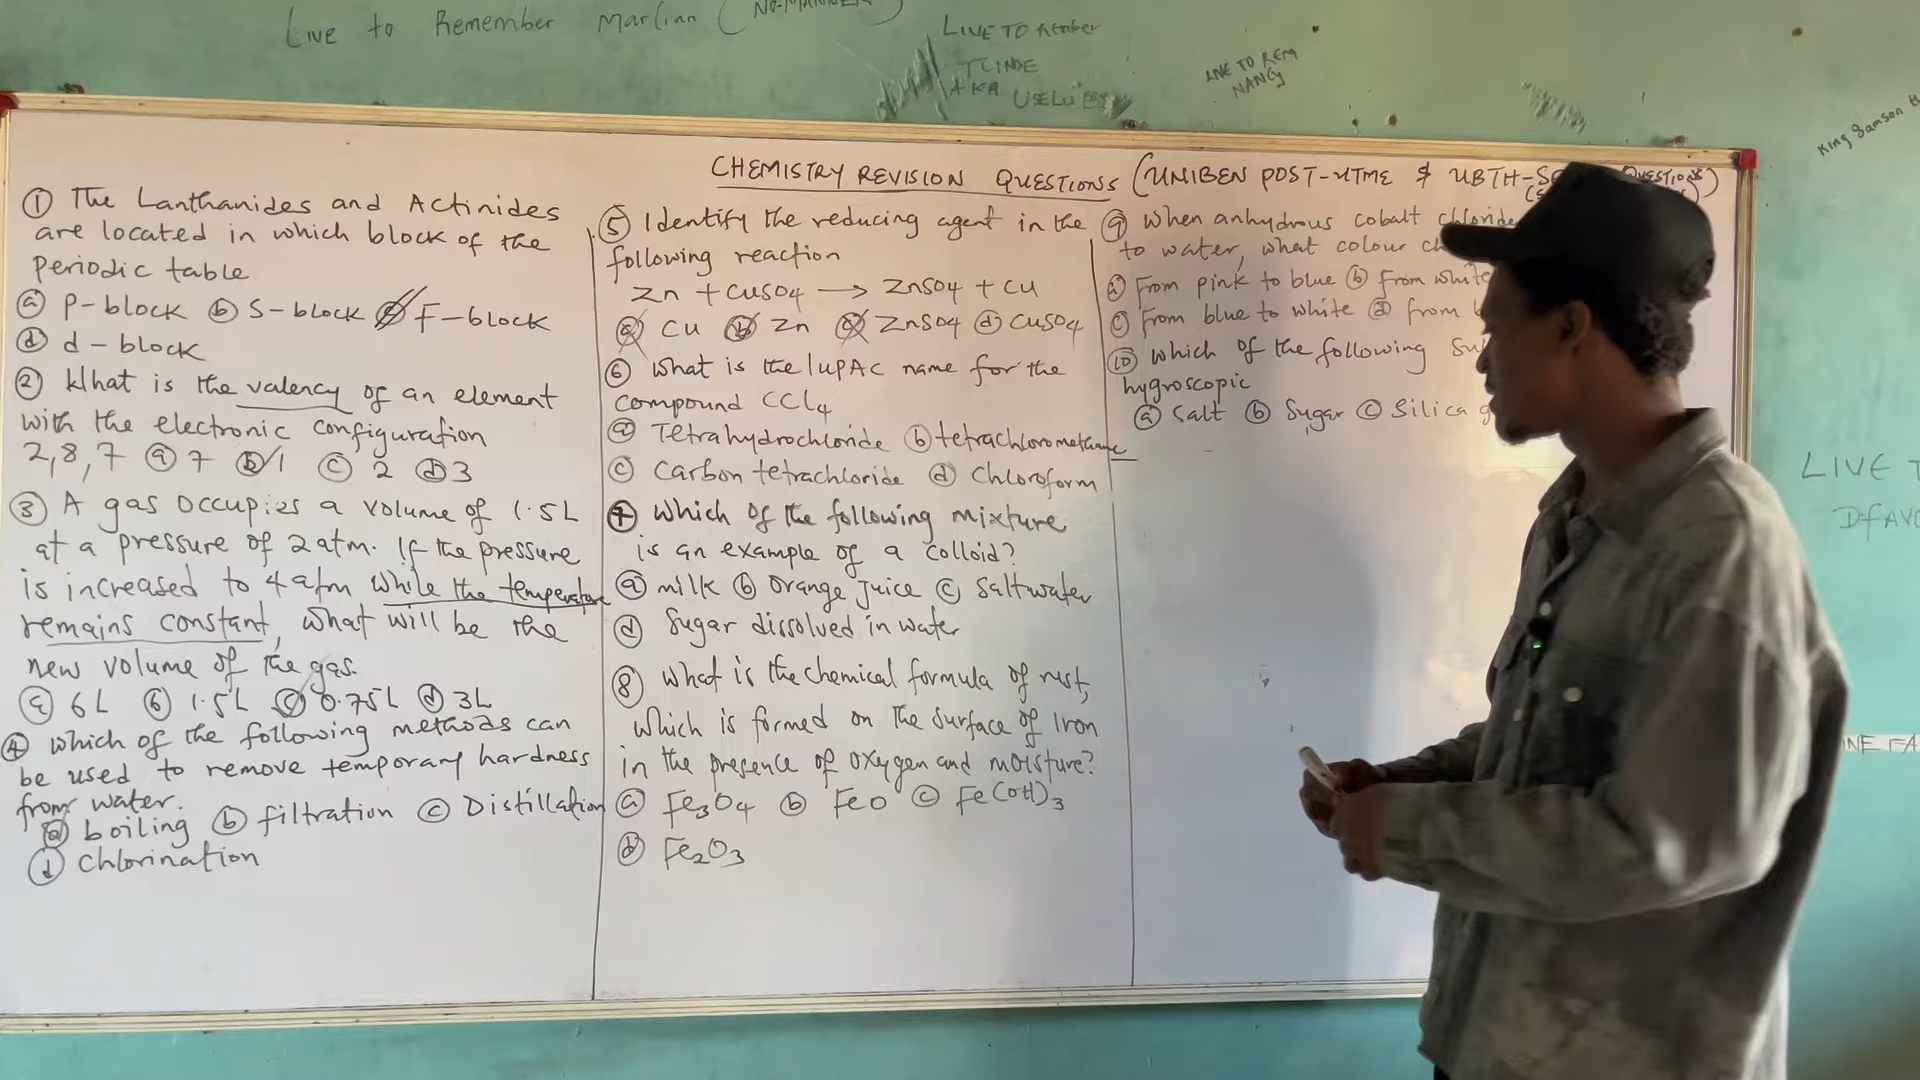 Live to Remember Marlian (NO-MANNER)
LIVE TO
TUNDE
AKA USELU
LIVE TO REM
NANCY
King Samson
LIVE T
DFAVO
CHEMISTRY REVISION QUESTIONS (UNIBEN POST-UTME & UBTH-S
① The Lanthanides and Actinides
are located in which block of the
Periodic table
ⓐ P-block ⓑ S-block ⓒ F-block
ⓓ d-block
② What is the valency of an element
with the electronic configuration
2,8,7 ⓐ 7 ⓑ 1 ⓒ 2 ⓓ 3
③ A gas occupies a volume of 1.5L
at a pressure of 2atm. If the pressure
is increased to 4atm while the temperature
remains constant, what will be the
new volume of the gas.
ⓐ 6L ⓑ 1.5L ⓒ 0.75L ⓓ 3L
④ which of the following methods can
be used to remove temporary hardness
from water.
ⓐ boiling ⓑ filtration ⓒ Distillation
ⓓ Chlorination
⑤ Identify the reducing agent in the
following reaction
Zn + CuSO4 → ZnSO4 + Cu
ⓐ Cu ⓑ Zn ⓒ ZnSO4 ⓓ CuSO4
⑥ What is the IUPAC name for the
Compound CCl4
ⓐ Tetrahydrochloride ⓑ tetrachloromethane
ⓒ Carbon tetrachloride ⓓ Chloroform
⑦ Which of the following mixture
is an example of a colloid?
ⓐ milk ⓑ Orange Juice ⓒ Saltwater
ⓓ Sugar dissolved in water
⑧ What is the chemical formula of rust,
which is formed on the surface of Iron
in the presence of oxygen and moisture?
ⓐ Fe3O4 ⓑ FeO ⓒ Fe(OH)3
ⓓ Fe2O3
⑨ When anhydrous cobalt chloride
to water, what colour
ⓐ From pink to blue ⓑ From white
ⓒ From blue to white ⓓ from
⑩ Which of the following
hygroscopic
ⓐ Salt ⓑ Sugar ⓒ Silica